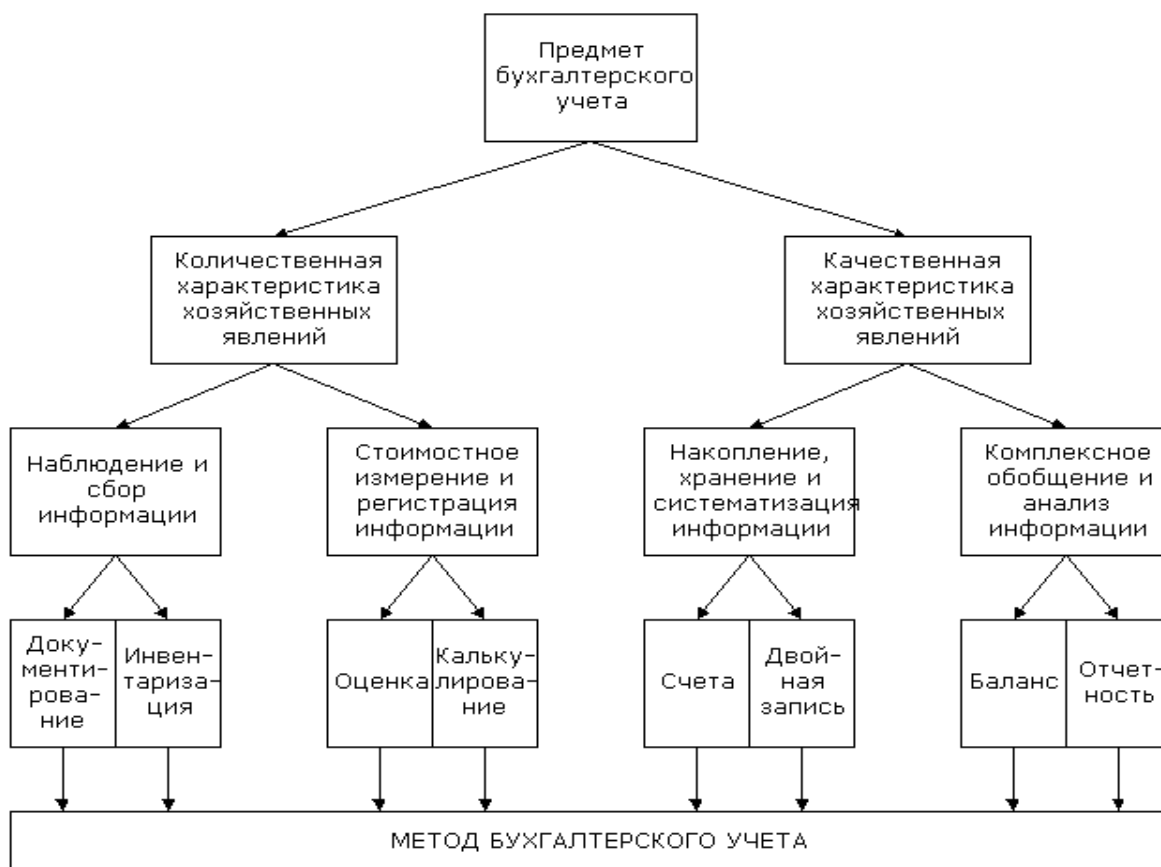 Предмет
бухгалтерского
учета
Количественная
характеристика
хозяйственных
явлений
Качественная
характеристика
хозяйственных
явлений
Наблюдение и
сбор
информации
Стоимостное
измерение и
регистрация
информации
Накопление,
хранение и
систематизация
информации
Комплексное
обобщение и
анализ
информации
Доку-
менти-
рова-
ние
Инвен-
тариза-
ция
Оценка
Кальку-
лирова-
ние
Счета
Двой-
ная
запись
Баланс
Отчет-
ность
МЕТОД БУХГАЛТЕРСКОГО УЧЕТА